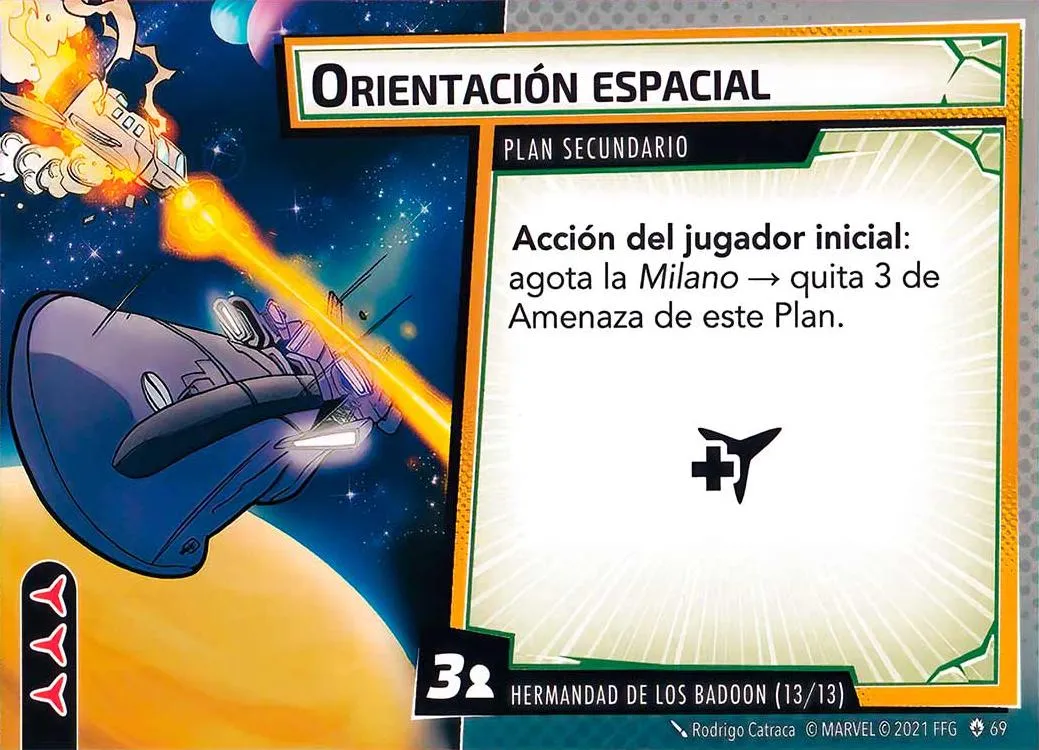 ORIENTACIÓN ESPACIAL
PLAN SECUNDARIO
Acción del jugador inicial:
agota la Milano → quita 3 de
Amenaza de este Plan.
3
HERMANDAD DE LOS BADOON (13/13)
Rodrigo Catraca © MARVEL © 2021 FFG 69